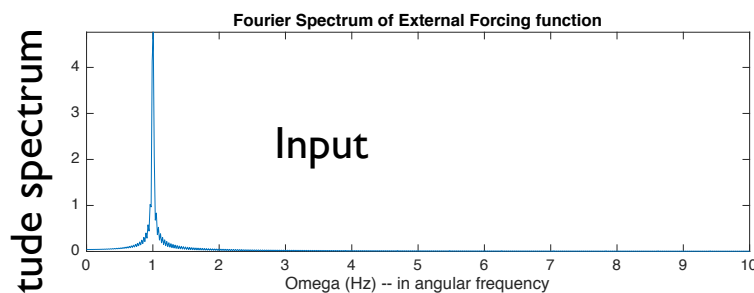 Fourier Spectrum of External Forcing function
tude spectrum
4
3
2
1
0
Input
0 1 2 3 4 5 6 7 8 9 10
Omega (Hz) -- in angular frequency